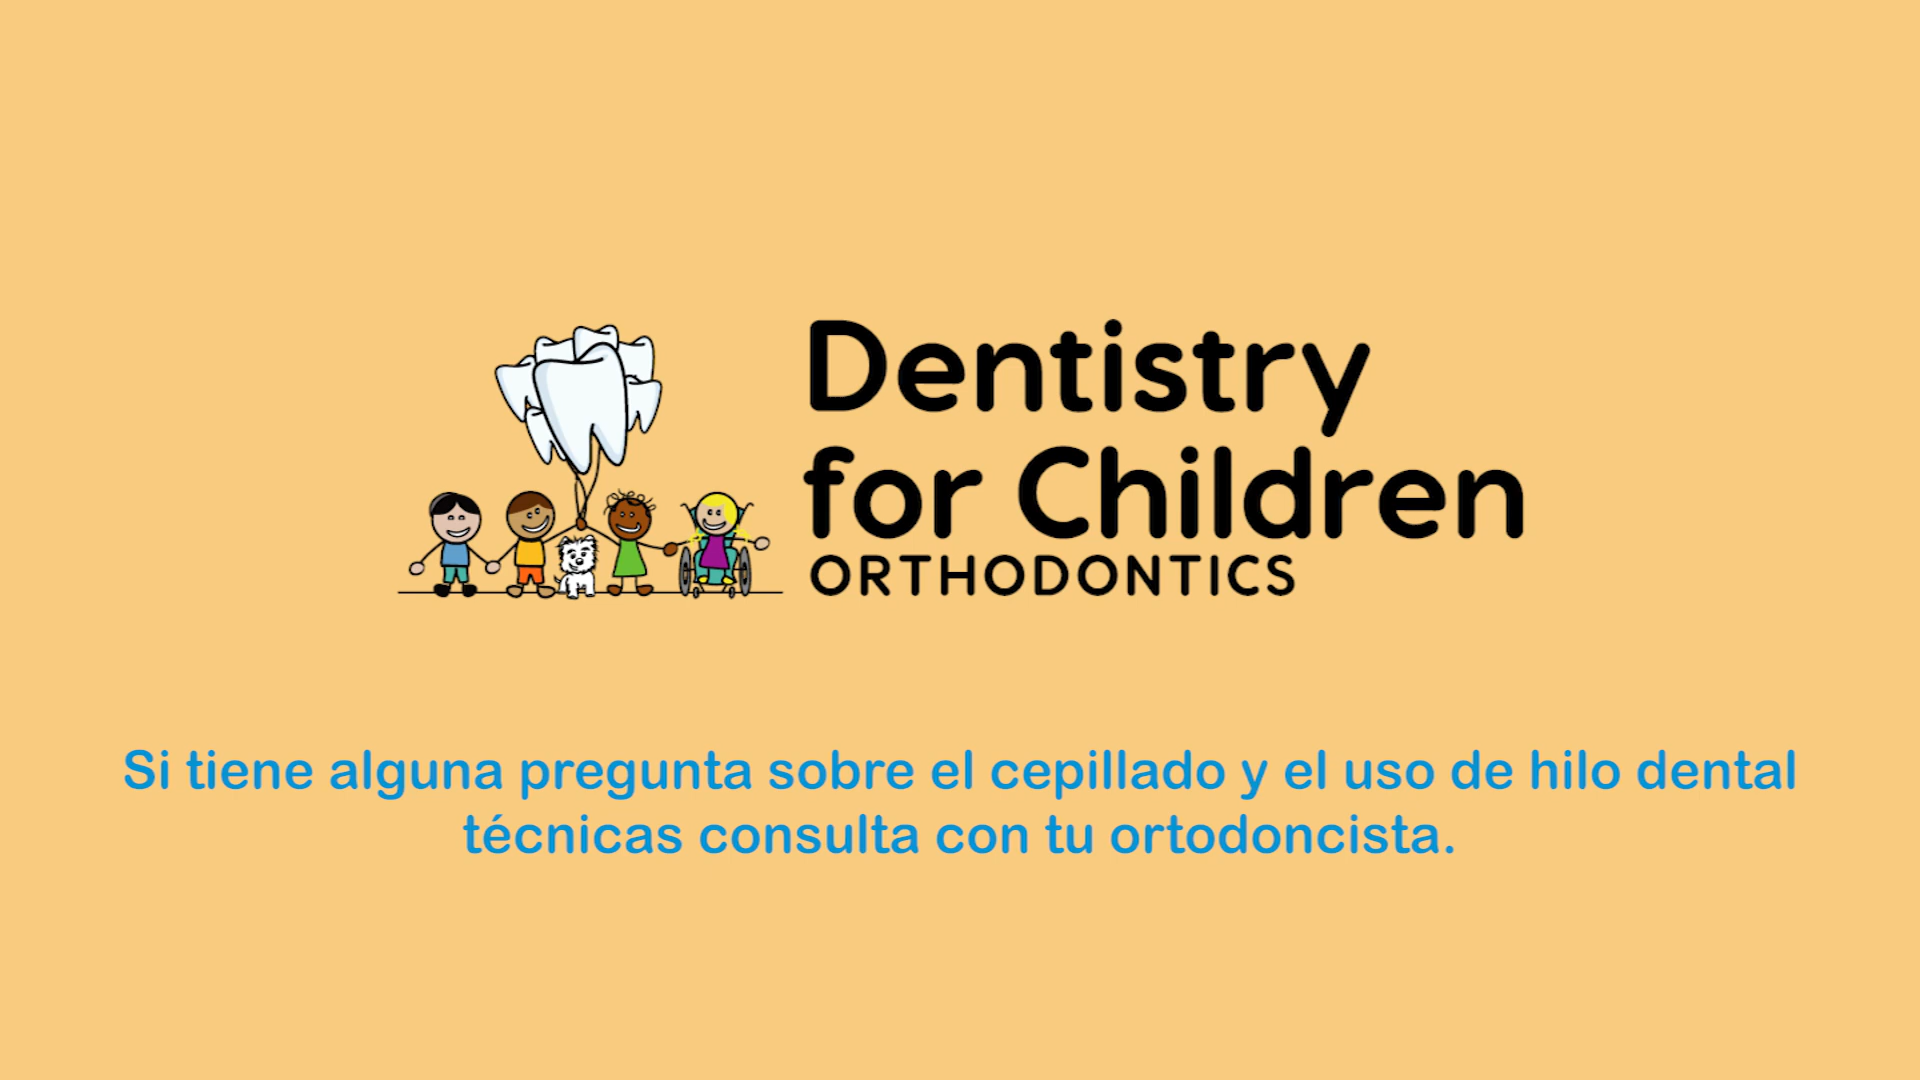 Dentistry
for Children
ORTHODONTICS
Si tiene alguna pregunta sobre el cepillado y el uso de hilo dental
técnicas consulta con tu ortodoncista.